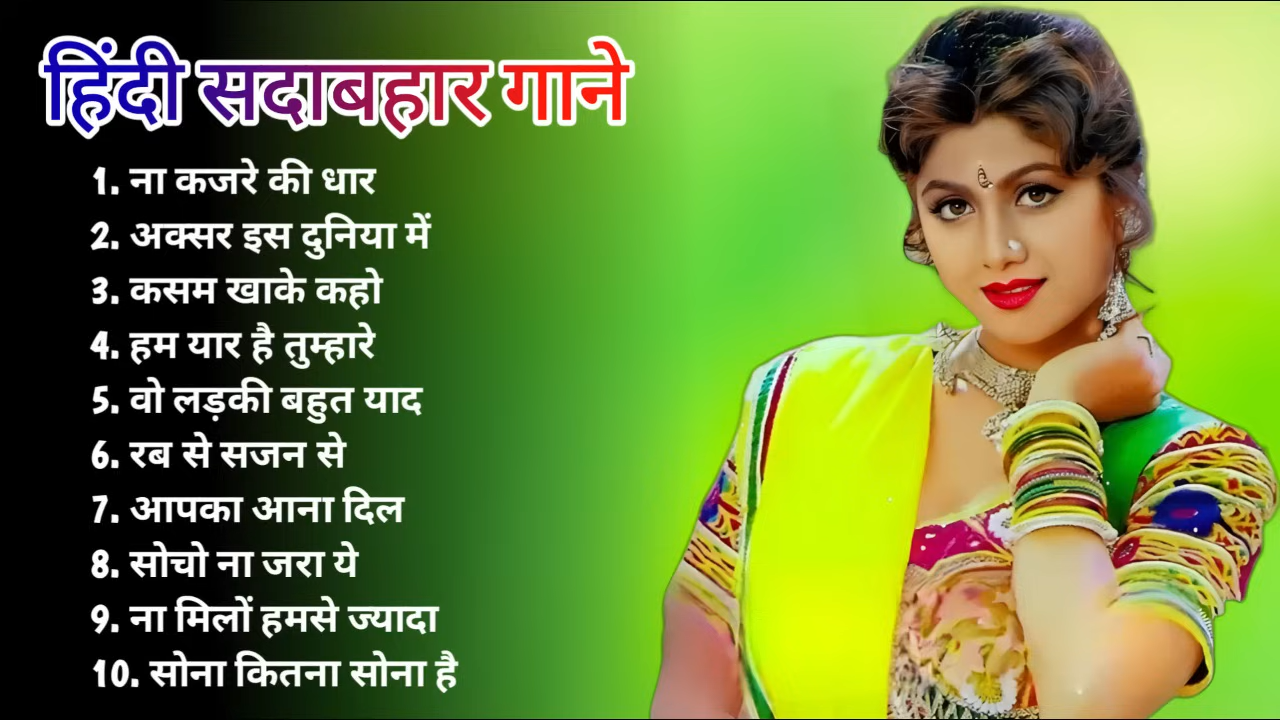 हिंदी सदाबहार गाने
1. ना कजरे की धार
2. अक्सर इस दुनिया में
3. कसम खाके कहो
4. हम यार है तुम्हारे
5. वो लड़की बहुत याद
6. रब से सजन से
7. आपका आना दिल
8. सोचो ना जरा ये
9. ना मिलों हमसे ज्यादा
10. सोना कितना सोना है